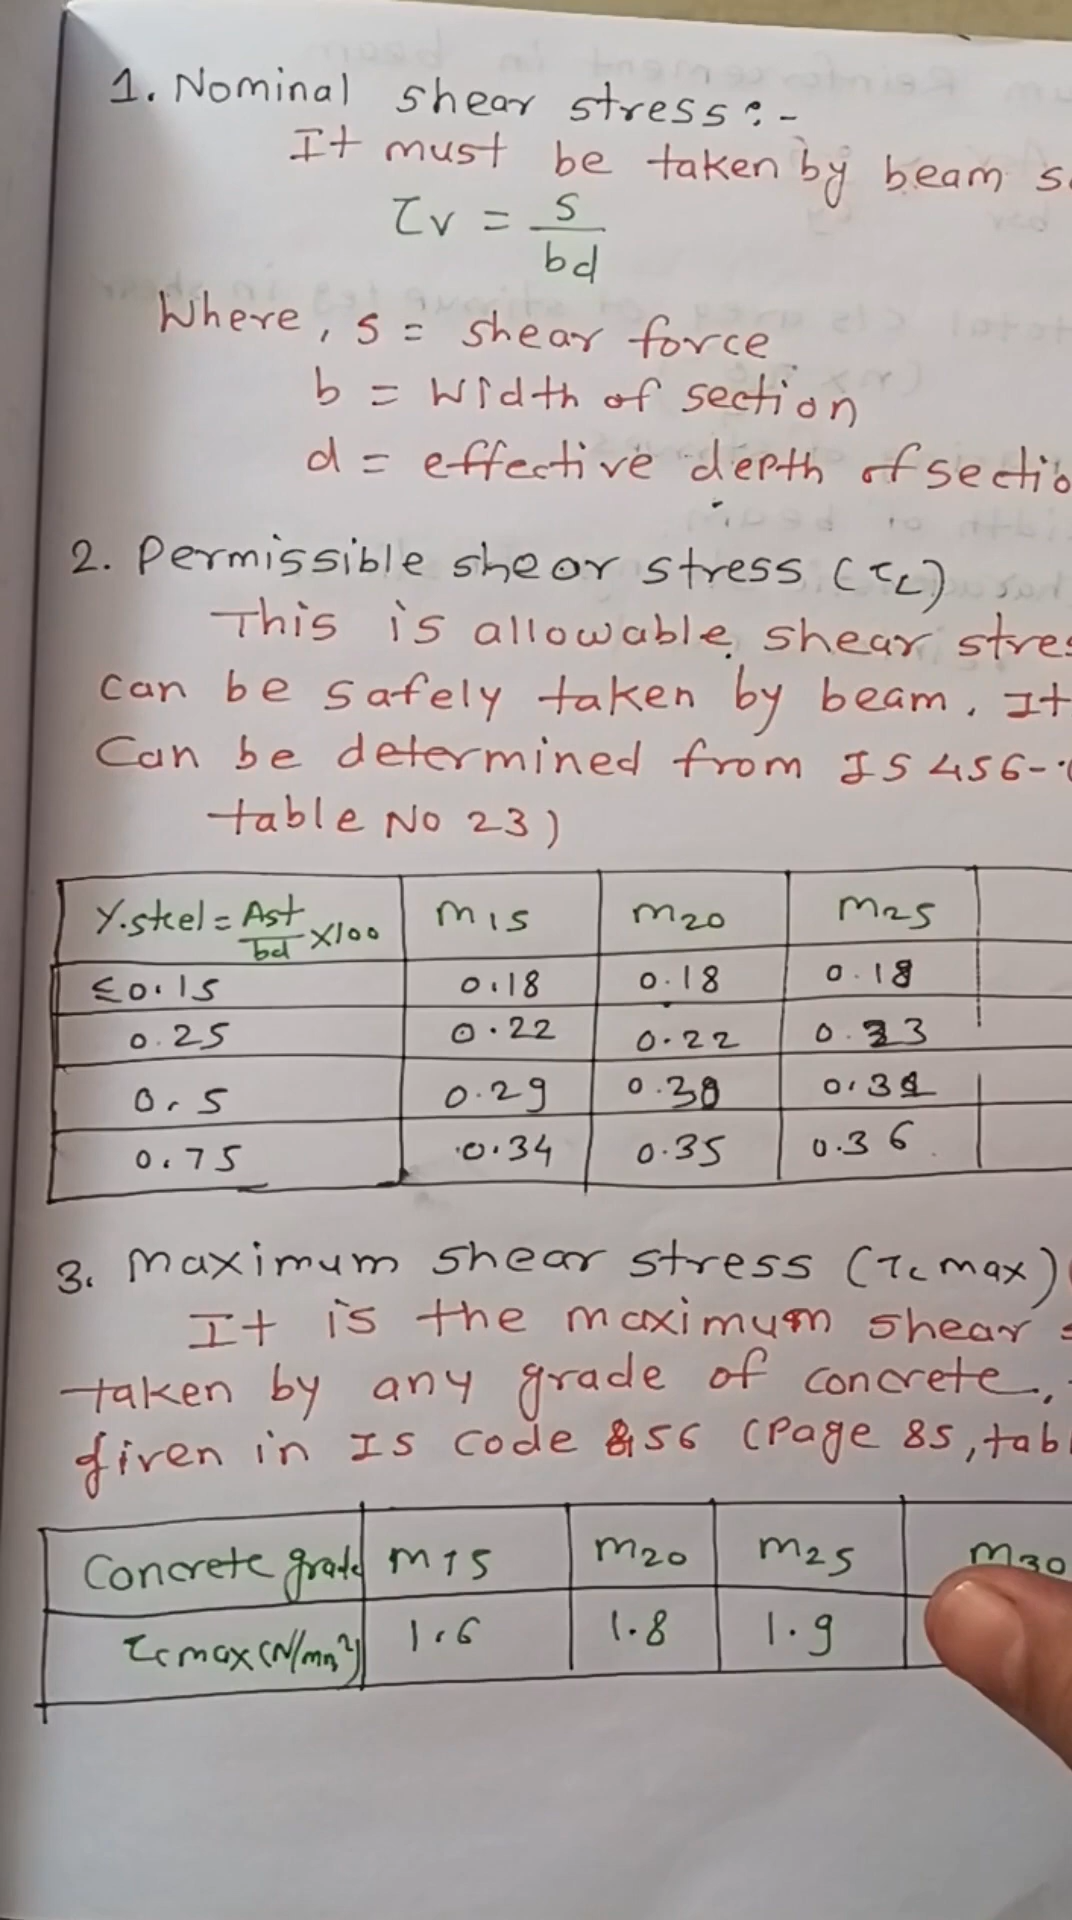 1. Nominal shear stress :-
It must be taken by beam
τv = s
bd
Where, s = shear force
b = width of section
d = effective depth of sectio
2. Permissible shear stress (τc)
This is allowable shear stres
can be safely taken by beam. It
Can be determined from IS 456-
table No 23)
%.steel = Ast/bd ×100 M15 M20 M25
≤0.15 0.18 0.18 0.18
0.25 0.22 0.22 0.23
0.5 0.29 0.30
0.75 0.34 0.35 0.36
3. Maximum shear stress (τc max)
It is the maximum shear
taken by any grade of concrete,
given in IS code 456 (Page 85, tab
Concrete grade M15 M20 M25 M30
τc max (N/mm²) 1.6 1.8 1.9